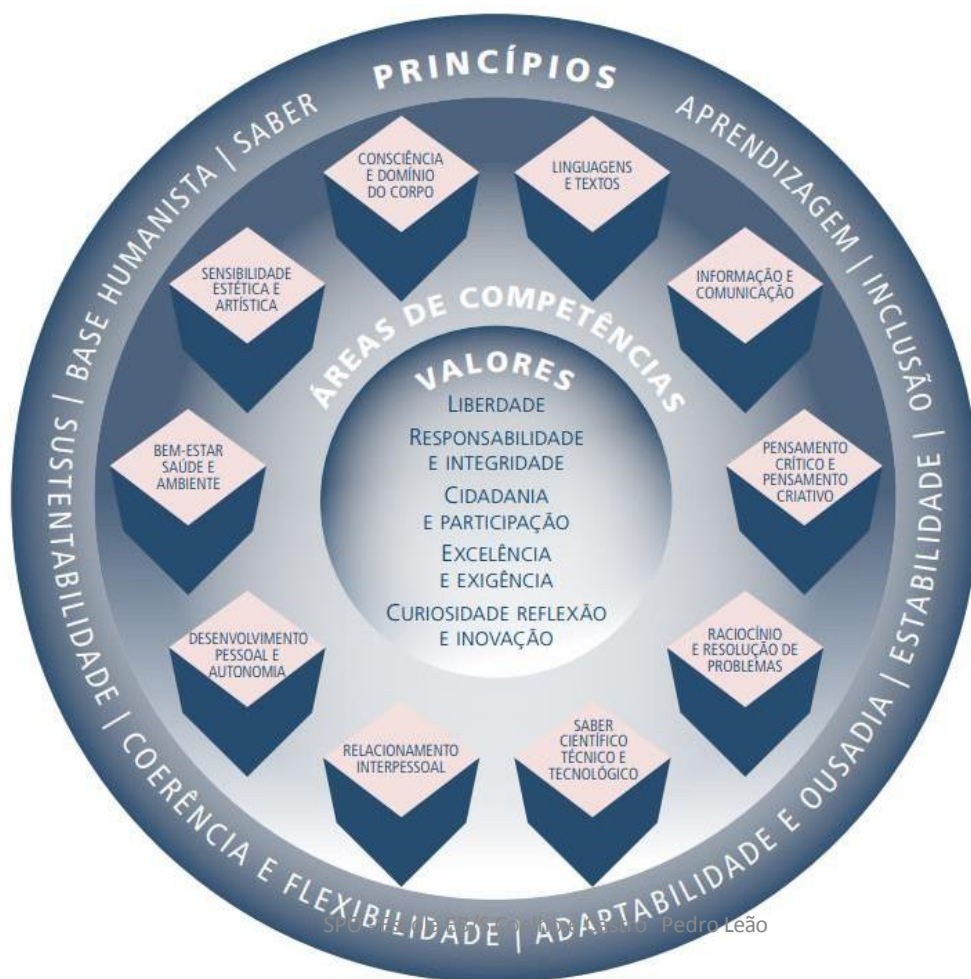 PRINCÍPIOS
APRENDIZAGEM | INCLUSÃO | ESTABILIDADE | ADAPTABILIDADE E OUSADIA | COERÊNCIA E FLEXIBILIDADE | SUSTENTABILIDADE | BASE HUMANISTA | SABER
ÁREAS DE COMPETÊNCIAS
LINGUAGENS
E TEXTOS
INFORMAÇÃO E
COMUNICAÇÃO
PENSAMENTO
CRÍTICO E
PENSAMENTO
CRIATIVO
RACIOCÍNIO
E RESOLUÇÃO DE
PROBLEMAS
SABER
CIENTÍFICO
TÉCNICO E
TECNOLÓGICO
RELACIONAMENTO
INTERPESSOAL
DESENVOLVIMENTO
PESSOAL E
AUTONOMIA
BEM-ESTAR
SAÚDE E
AMBIENTE
SENSIBILIDADE
ESTÉTICA E
ARTÍSTICA
CONSCIÊNCIA
E DOMÍNIO
DO CORPO
VALORES
LIBERDADE
RESPONSABILIDADE
E INTEGRIDADE
CIDADANIA
E PARTICIPAÇÃO
EXCELÊNCIA
E EXIGÊNCIA
CURIOSIDADE REFLEXÃO
E INOVAÇÃO
SPO Castro Pedro Leão